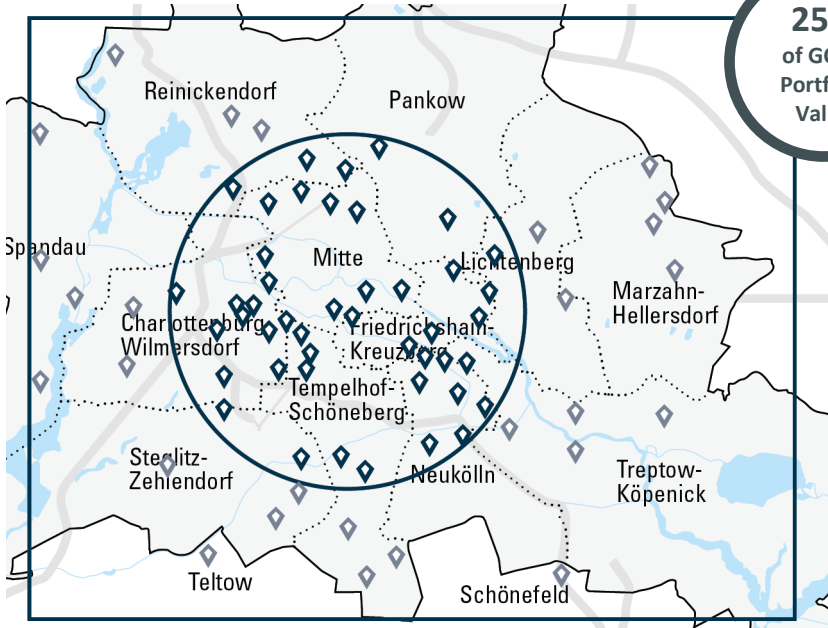 25
of G
Portf
Val
Reinickendorf
Pankow
Spandau
Mitte
Lichtenberg
Marzahn-
Hellersdorf
Charlottenburg
Wilmersdorf
Friedrichshain-
Kreuzberg
Tempelhof-
Schöneberg
Steglitz-
Zehlendorf
Neukölln
Treptow-
Köpenick
Teltow
Schönefeld